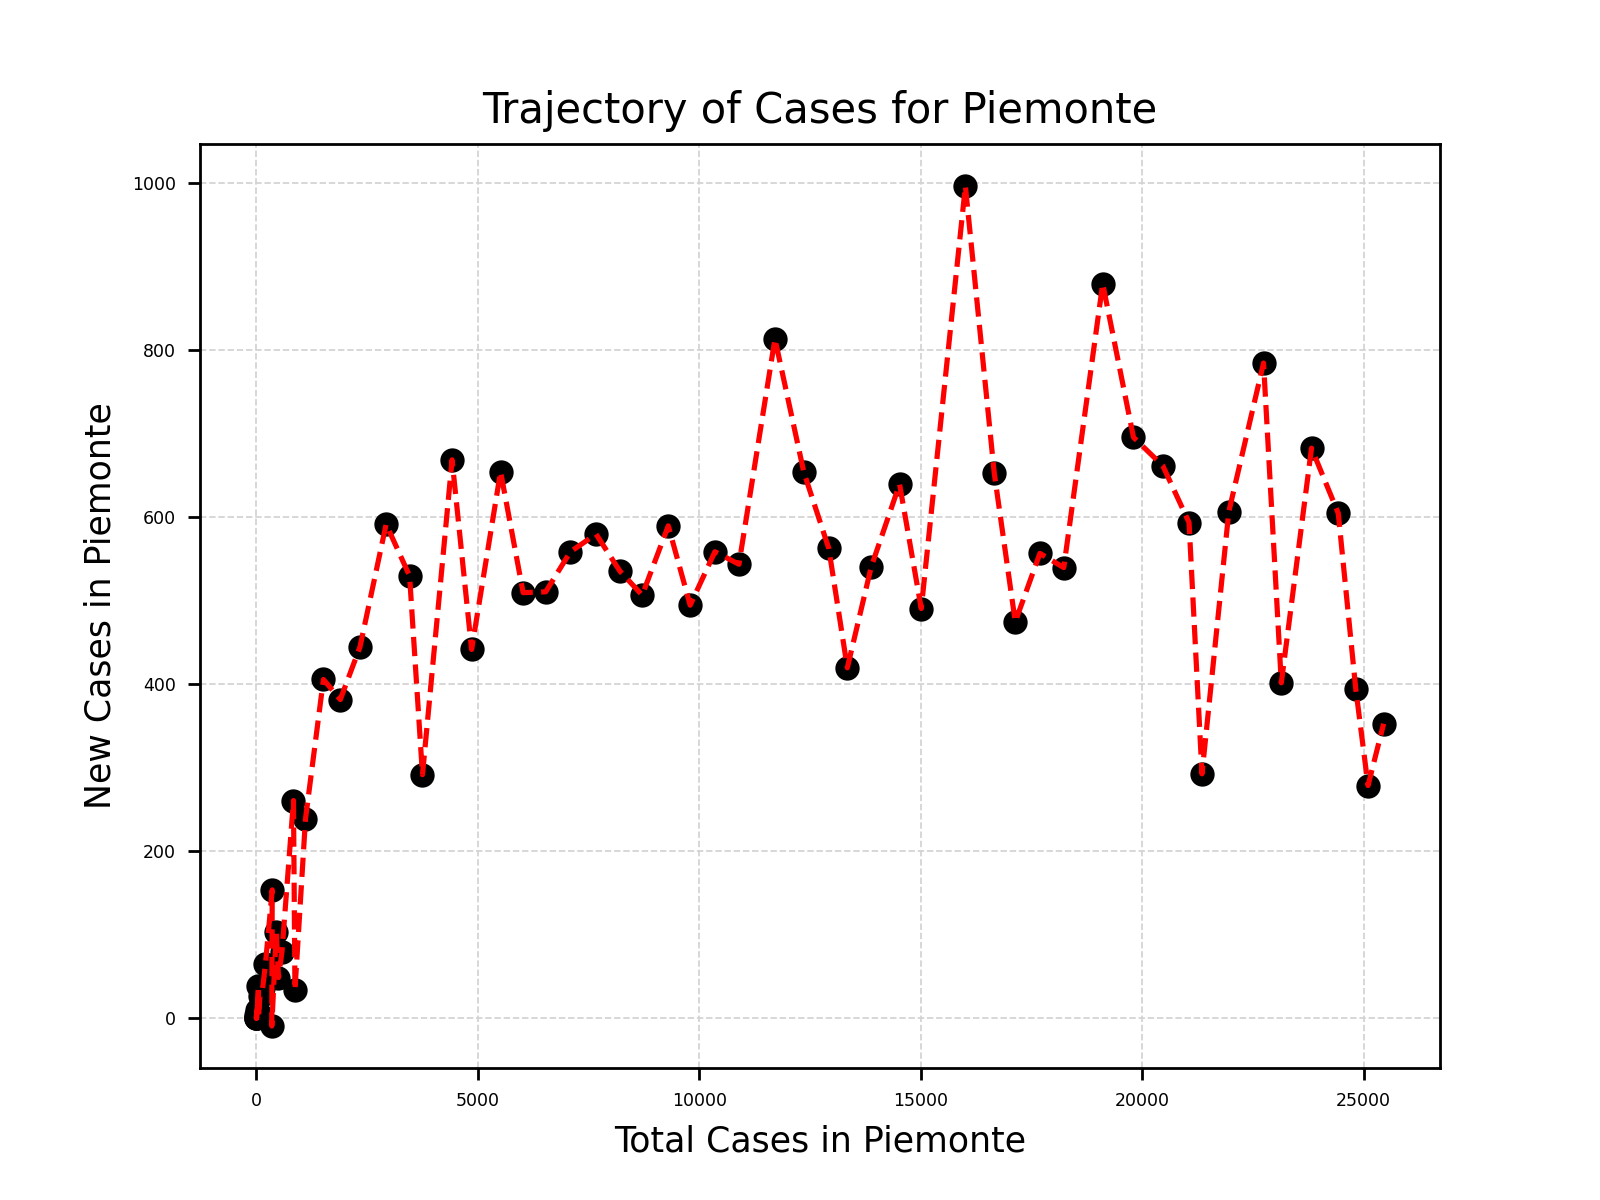 Trajectory of Cases for Piemonte
New Cases in Piemonte
1000
800
600
400
200
0
0 5000 10000 15000 20000 25000
Total Cases in Piemonte